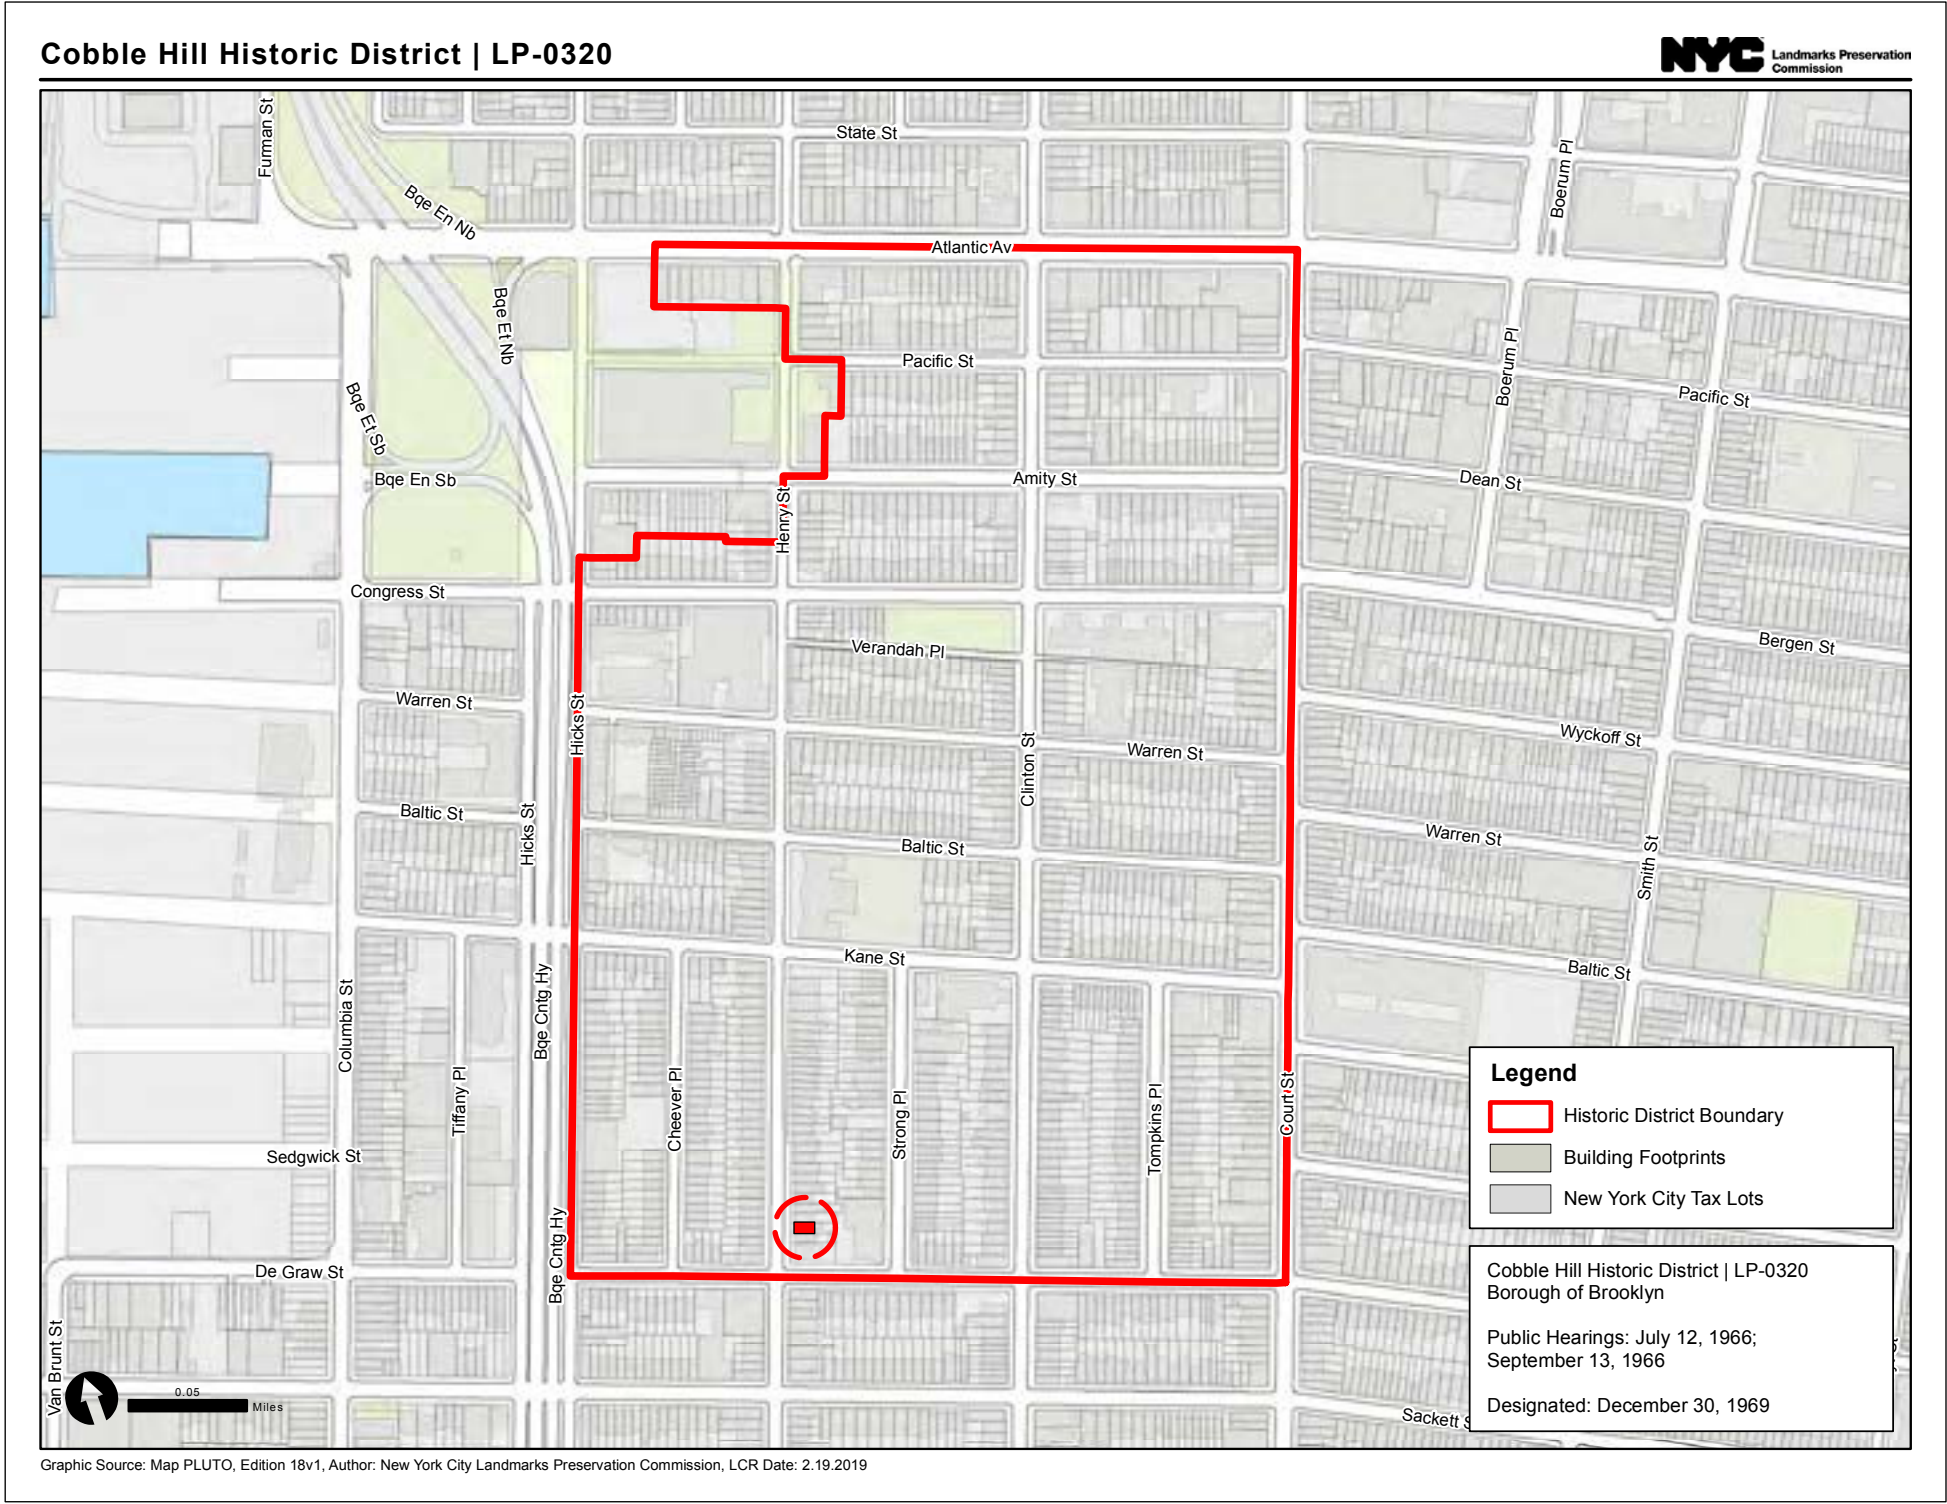 Cobble Hill Historic District | LP-0320
NYC
Landmarks Preservation
Commission
Furman St
State St
Boerum Pl
Bqe En Nb
Atlantic Av
Bqe Et Nb
Boerum Pl
Pacific St
Pacific St
Bqe Et Sb
Bqe En Sb
Amity St
Dean St
Henry St
Congress St
Verandah Pl
Bergen St
Warren St
Hicks St
Clinton St
Warren St
Wyckoff St
Baltic St
Hicks St
Baltic St
Warren St
Smith St
Kane St
Baltic St
Columbia St
Bqe Cntg Hy
Tiffany Pl
Cheever Pl
Strong Pl
Tompkins Pl
Court St
Sedgwick St
Bqe Cntg Hy
De Graw St
Van Brunt St
Sackett S
0.05
Miles
Legend
Historic District Boundary
Building Footprints
New York City Tax Lots
Cobble Hill Historic District | LP-0320
Borough of Brooklyn
Public Hearings: July 12, 1966;
September 13, 1966
Designated: December 30, 1969
Graphic Source: Map PLUTO, Edition 18v1, Author: New York City Landmarks Preservation Commission, LCR Date: 2.19.2019